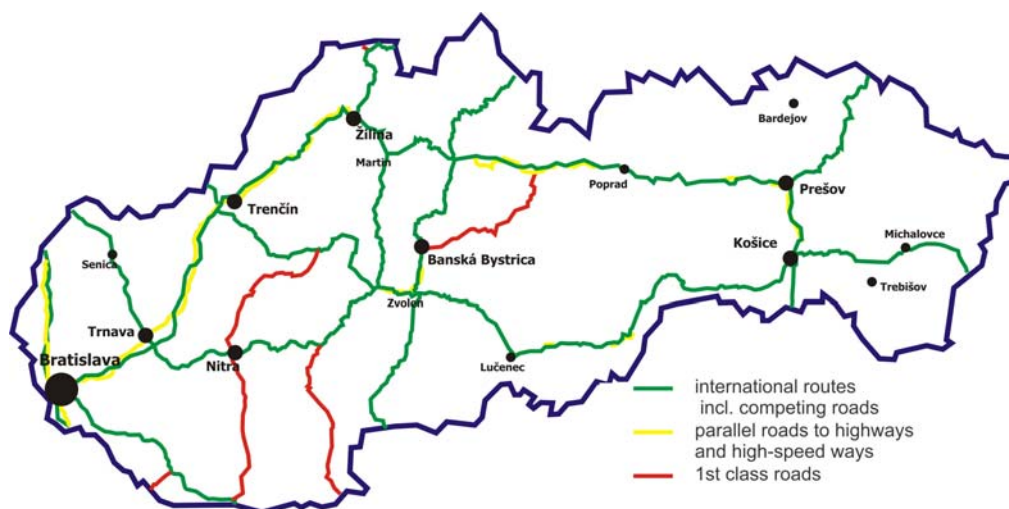 Žilina
Martin
Bardejov
Poprad
Prešov
Trenčín
Košice
Michalovce
Senica
Banská Bystrica
Trebišov
Zvolen
Trnava
Bratislava
Nitra
Lučenec
international routes
incl. competing roads
parallel roads to highways
and high-speed ways
1st class roads